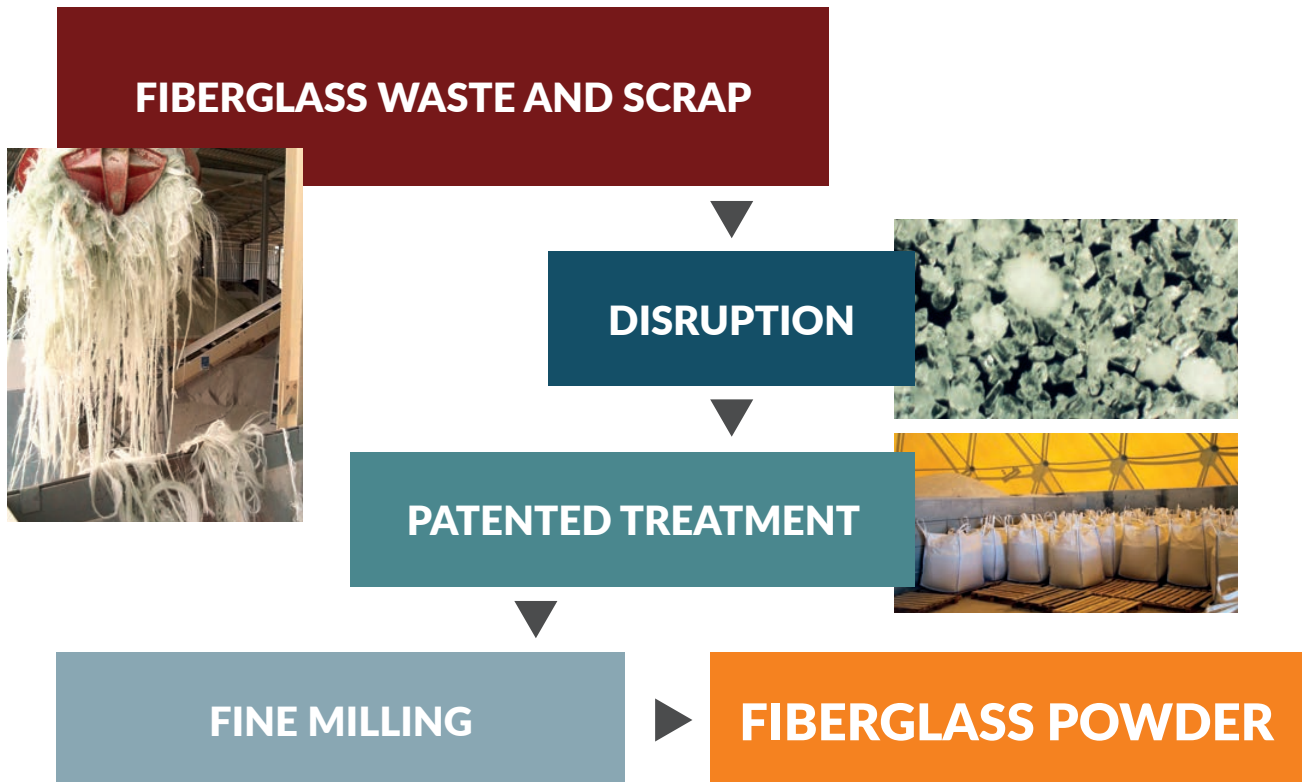 FIBERGLASS WASTE AND SCRAP
DISRUPTION
PATENTED TREATMENT
FINE MILLING
FIBERGLASS POWDER